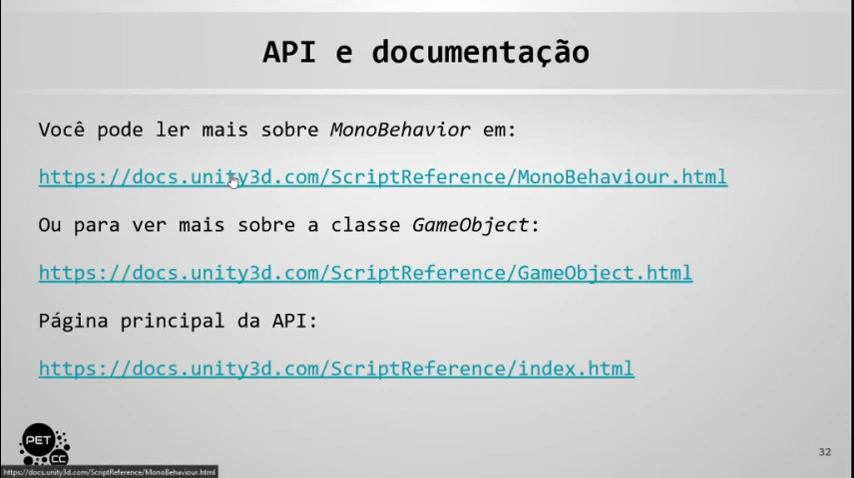 API e documentação
Você pode ler mais sobre MonoBehavior em:
https://docs.unity3d.com/ScriptReference/MonoBehaviour.html
Ou para ver mais sobre a classe GameObject:
https://docs.unity3d.com/ScriptReference/GameObject.html
Página principal da API:
https://docs.unity3d.com/ScriptReference/index.html
PET
CC
32
https://docs.unity3d.com/ScriptReference/MonoBehaviour.html